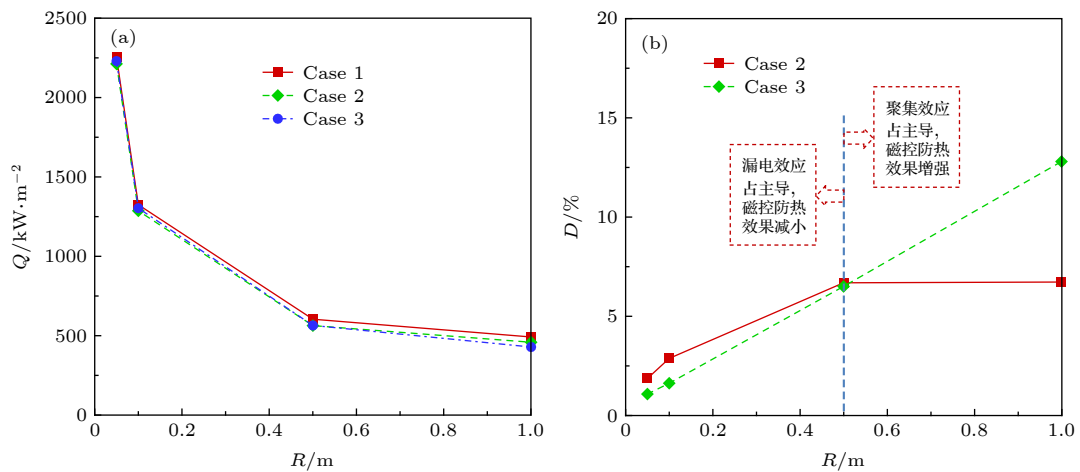 (a)
Case 1
Case 2
Case 3
2500
2000
1500
1000
500
0
Q/kW·m⁻²
0
0.2
0.4
0.6
0.8
1.0
R/m
(b)
Case 2
Case 3
漏电效应
占主导，
磁控防热
效果减小
聚集效应
占主导，
磁控防热
效果增强
20
15
10
5
0
D/%
0
0.2
0.4
0.6
0.8
1.0
R/m